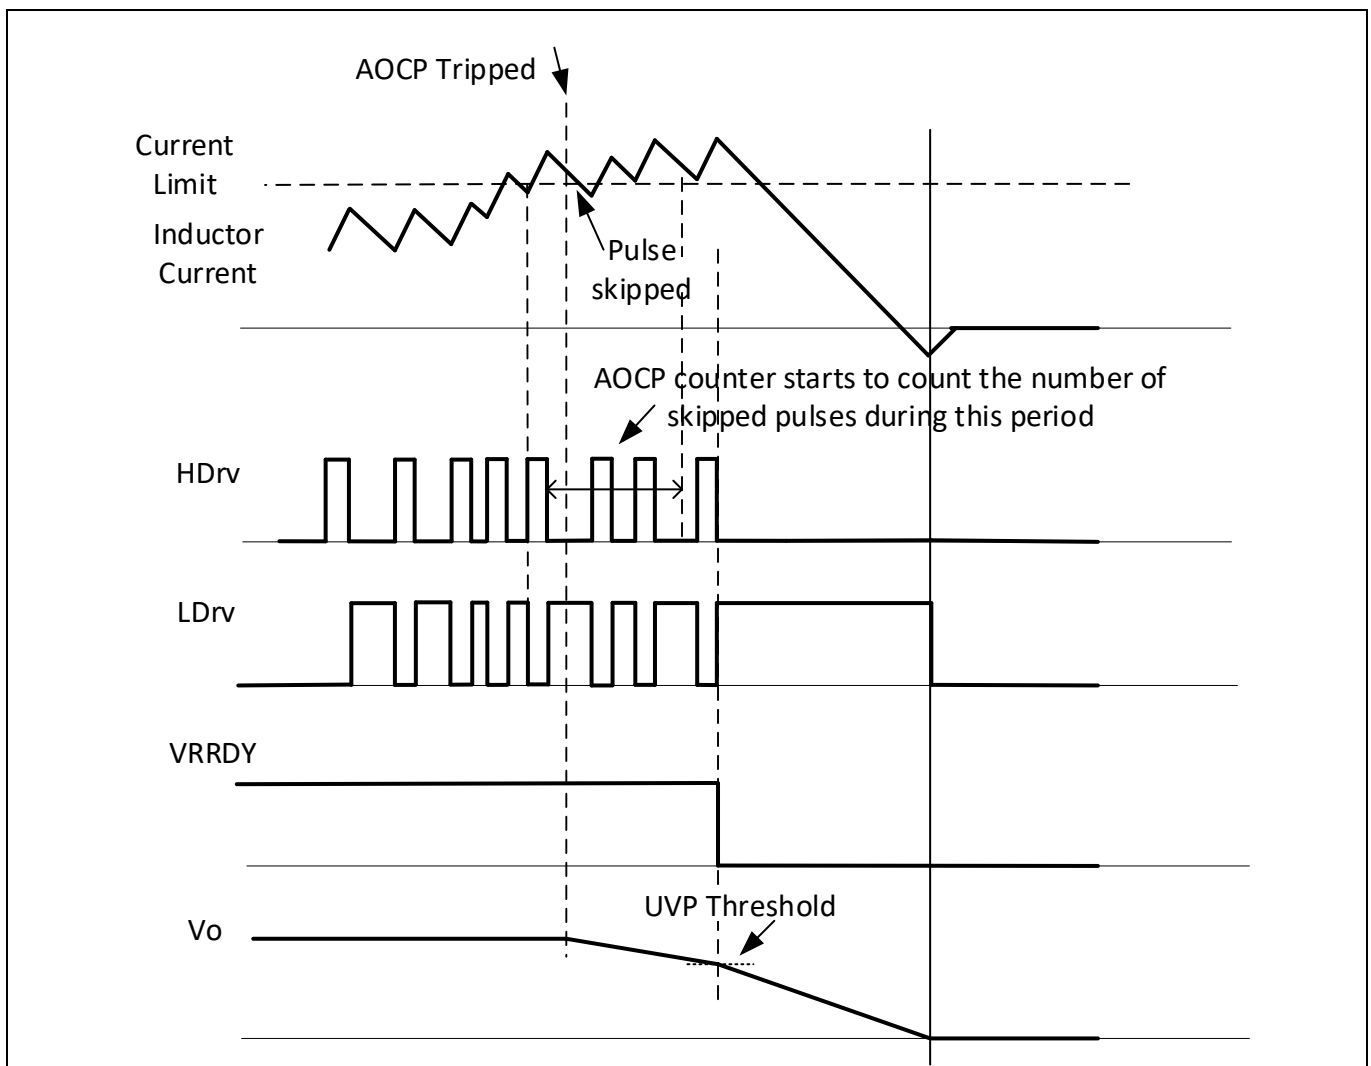 AOCP Tripped
Current
Limit
Inductor
Current
Pulse
skipped
AOCP counter starts to count the number of
skipped pulses during this period
HDrv
LDrv
VRRDY
UVP Threshold
Vo